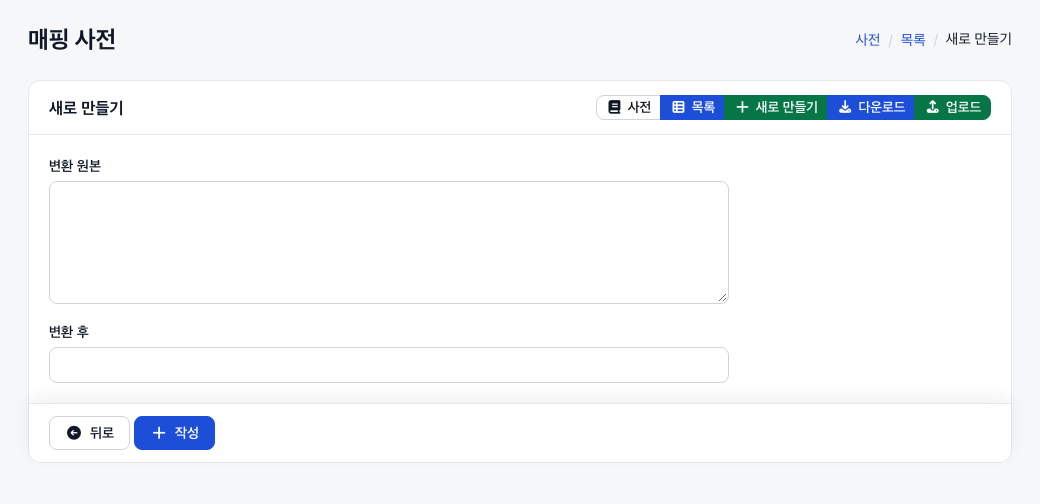 매핑 사전
사전 / 목록 / 새로 만들기
새로 만들기
사전 목록 새로 만들기 다운로드 업로드
변환 원본
변환 후
뒤로 작성